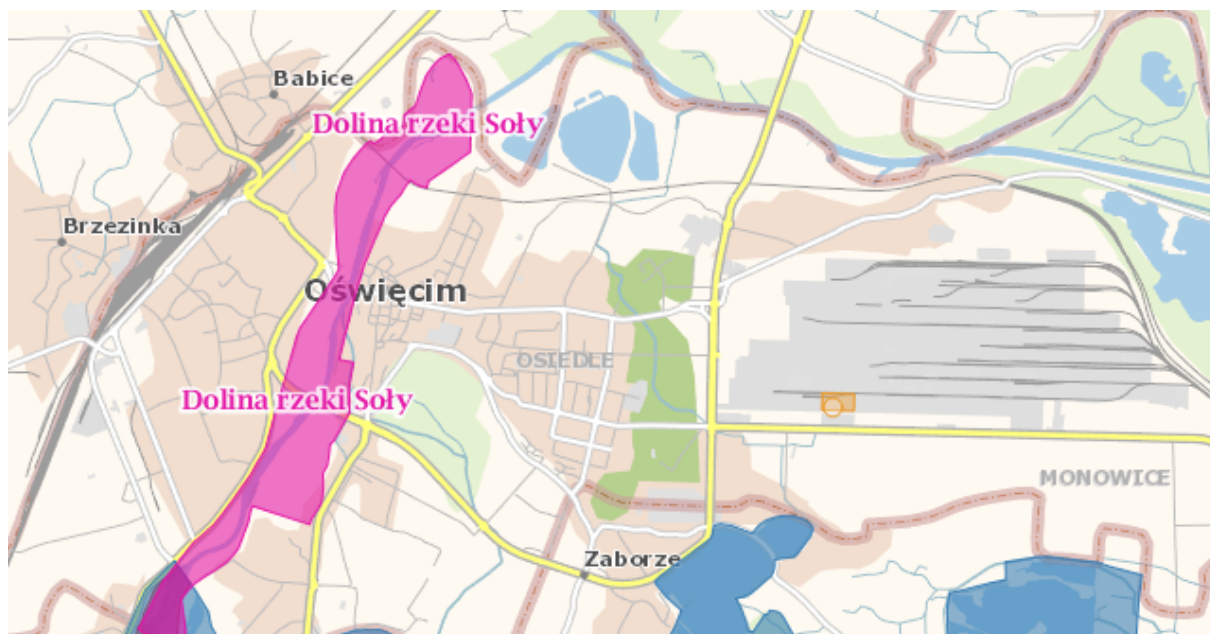 Babice
Dolina rzeki Soły
Brzezinka
Oświęcim
OSIEDLE
Dolina rzeki Soły
MONOWICE
Zaborze